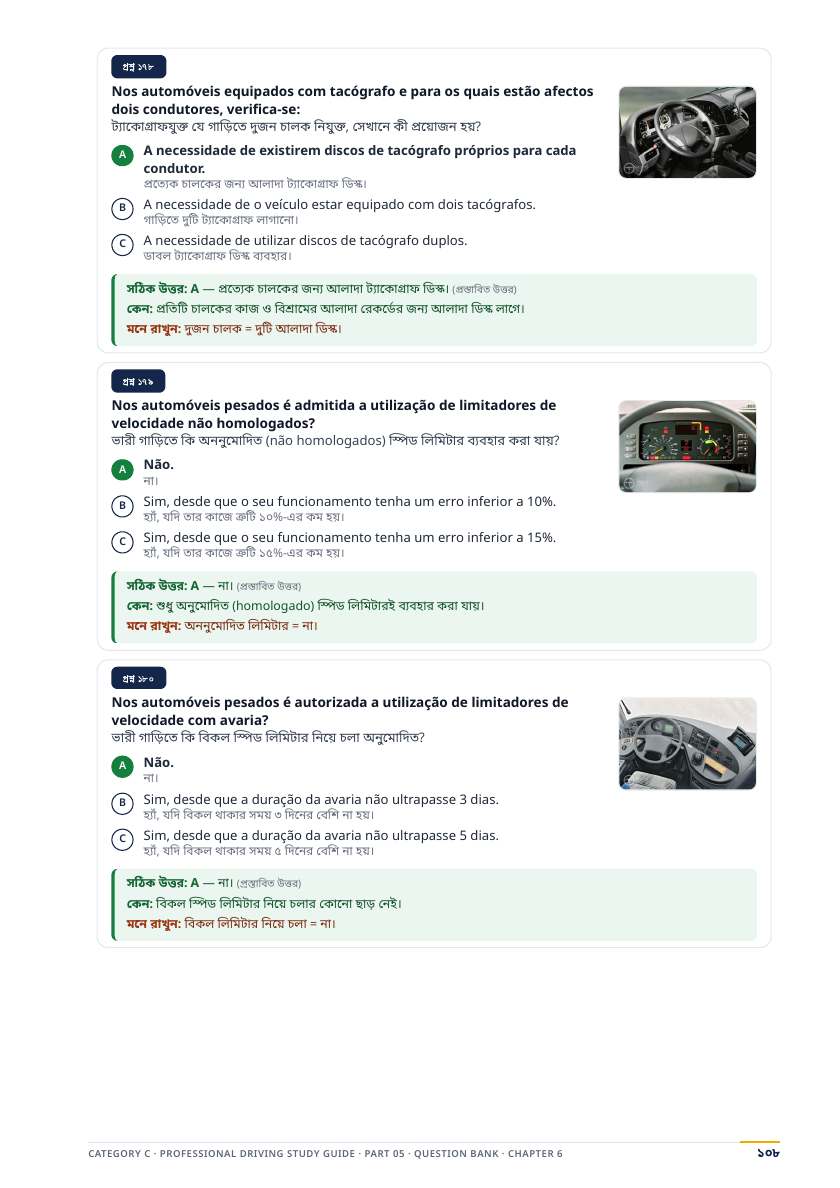 প্রশ্ন ১৭৮
Nos automóveis equipados com tacógrafo e para os quais estão afectos
dois condutores, verifica-se:
ট্যাকোগ্রাফযুক্ত যে গাড়িতে দুজন চালক নিযুক্ত, সেখানে কী প্রয়োজন হয়?
A A necessidade de existirem discos de tacógrafo próprios para cada
condutor.
প্রত্যেক চালকের জন্য আলাদা ট্যাকোগ্রাফ ডিস্ক।
B A necessidade de o veículo estar equipado com dois tacógrafos.
গাড়িতে দুটি ট্যাকোগ্রাফ লাগানো।
C A necessidade de utilizar discos de tacógrafo duplos.
ডাবল ট্যাকোগ্রাফ ডিস্ক ব্যবহার।
সঠিক উত্তর: A — প্রত্যেক চালকের জন্য আলাদা ট্যাকোগ্রাফ ডিস্ক। (প্রস্তাবিত উত্তর)
কেন: প্রতিটি চালকের কাজ ও বিশ্রামের আলাদা রেকর্ডের জন্য আলাদা ডিস্ক লাগে।
মনে রাখুন: দুজন চালক = দুটি আলাদা ডিস্ক।
প্রশ্ন ১৭৯
Nos automóveis pesados é admitida a utilização de limitadores de
velocidade não homologados?
ভারী গাড়িতে কি অননুমোদিত (não homologados) স্পিড লিমিটার ব্যবহার করা যায়?
A Não.
না।
B Sim, desde que o seu funcionamento tenha um erro inferior a 10%.
হ্যাঁ, যদি তার কাজে ত্রুটি ১০%-এর কম হয়।
C Sim, desde que o seu funcionamento tenha um erro inferior a 15%.
হ্যাঁ, যদি তার কাজে ত্রুটি ১৫%-এর কম হয়।
সঠিক উত্তর: A — না। (প্রস্তাবিত উত্তর)
কেন: শুধু অনুমোদিত (homologado) স্পিড লিমিটারই ব্যবহার করা যায়।
মনে রাখুন: অননুমোদিত লিমিটার = না।
প্রশ্ন ১৮০
Nos automóveis pesados é autorizada a utilização de limitadores de
velocidade com avaria?
ভারী গাড়িতে কি বিকল স্পিড লিমিটার নিয়ে চলা অনুমোদিত?
A Não.
না।
B Sim, desde que a duração da avaria não ultrapasse 3 dias.
হ্যাঁ, যদি বিকল থাকার সময় ৩ দিনের বেশি না হয়।
C Sim, desde que a duração da avaria não ultrapasse 5 dias.
হ্যাঁ, যদি বিকল থাকার সময় ৫ দিনের বেশি না হয়।
সঠিক উত্তর: A — না। (প্রস্তাবিত উত্তর)
কেন: বিকল স্পিড লিমিটার নিয়ে চলার কোনো ছাড় নেই।
মনে রাখুন: বিকল লিমিটার নিয়ে চলা = না।
CATEGORY C · PROFESSIONAL DRIVING STUDY GUIDE · PART 05 · QUESTION BANK · CHAPTER 6
১০৮